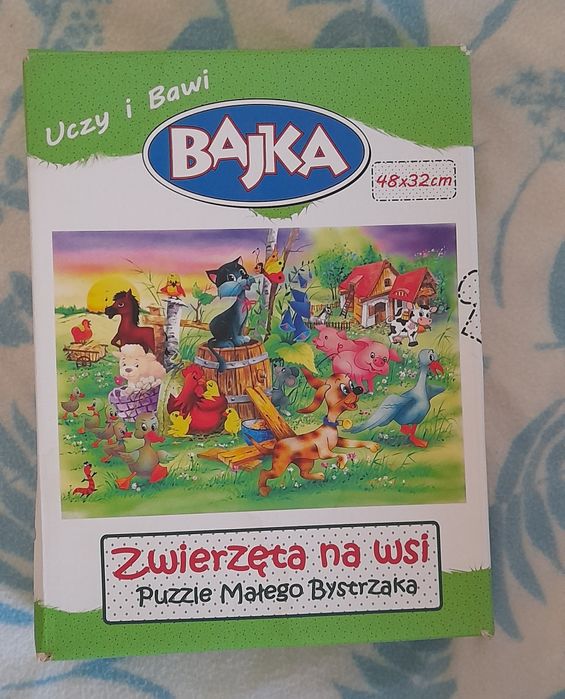 Uczy i Bawi
BAJKA
48x32cm
Zwierzęta na wsi
Puzzle Małego Bystrzaka